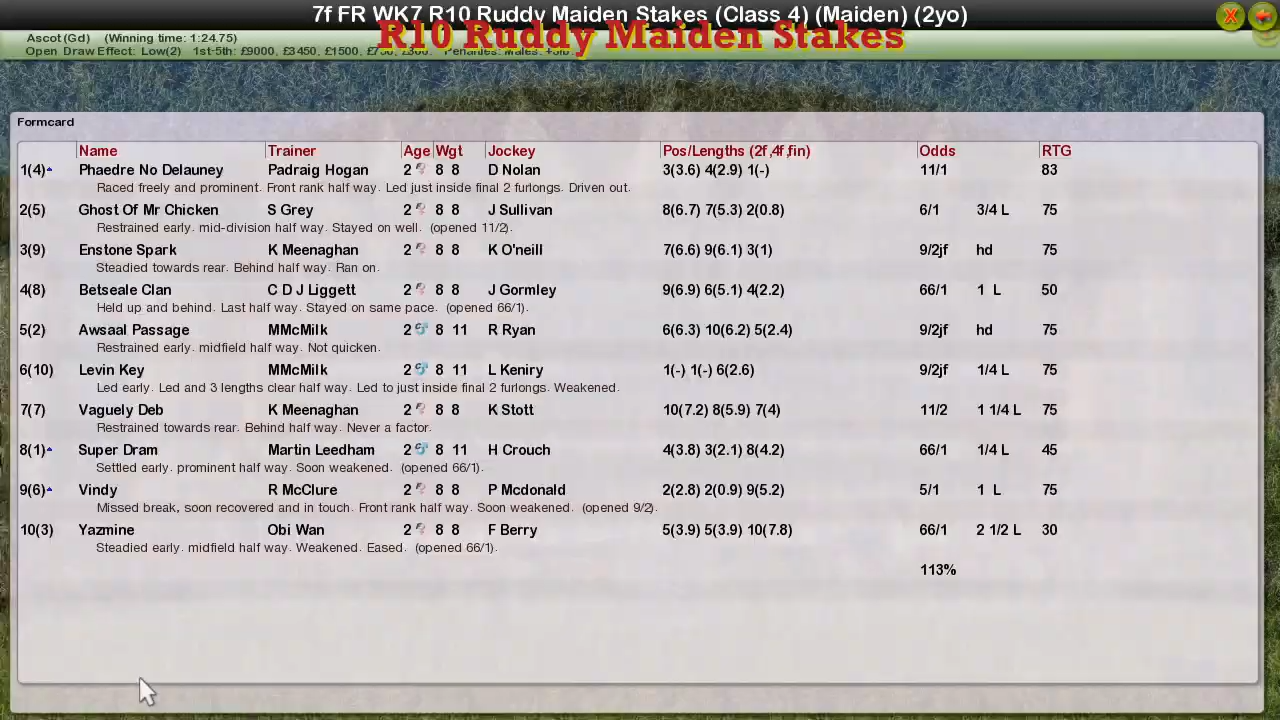 7f FR WK7 R10 Ruddy Maiden Stakes (Class 4) (Maiden) (2yo)
R10 Ruddy Maiden Stakes
Ascot(Gd) (Winning time: 1:24.75)
Open Draw Effect: Low(2) 1st-5th: £9000, £3450, £1500, Penalties: Males:
Formcard
Name Trainer Age Wgt Jockey Pos/Lengths (2f,4f,fin) Odds RTG
1(4) Phaedre No Delauney Padraig Hogan 2 8 8 D Nolan 3(3.6) 4(2.9) 1(-) 11/1 83
Raced freely and prominent. Front rank half way. Led just inside final 2 furlongs. Driven out.
2(5) Ghost Of Mr Chicken S Grey 2 8 8 J Sullivan 8(6.7) 7(5.3) 2(0.8) 6/1 3/4 L 75
Restrained early. mid-division half way. Stayed on well. (opened 11/2).
3(9) Enstone Spark K Meenaghan 2 8 8 K O'neill 7(6.6) 9(6.1) 3(1) 9/2jf hd 75
Steadied towards rear. Behind half way. Ran on.
4(8) Betseale Clan C D J Liggett 2 8 8 J Gormley 9(6.9) 6(5.1) 4(2.2) 66/1 1 L 50
Held up and behind. Last half way. Stayed on same pace. (opened 66/1).
5(2) Awsaal Passage MMcMilk 2 8 11 R Ryan 6(6.3) 10(6.2) 5(2.4) 9/2jf hd 75
Restrained early. midfield half way. Not quicken.
6(10) Levin Key MMcMilk 2 8 11 L Keniry 1(-) 1(-) 6(2.6) 9/2jf 1/4 L 75
Led early. Led and 3 lengths clear half way. Led to just inside final 2 furlongs. Weakened.
7(7) Vaguely Deb K Meenaghan 2 8 8 K Stott 10(7.2) 8(5.9) 7(4) 11/2 1 1/4 L 75
Restrained towards rear. Behind half way. Never a factor.
8(1) Super Dram Martin Leedham 2 8 11 H Crouch 4(3.8) 3(2.1) 8(4.2) 66/1 1/4 L 45
Settled early. prominent half way. Soon weakened. (opened 66/1).
9(6) Vindy R McClure 2 8 8 P Mcdonald 2(2.8) 2(0.9) 9(5.2) 5/1 1 L 75
Missed break, soon recovered and in touch. Front rank half way. Soon weakened. (opened 9/2).
10(3) Yazmine Obi Wan 2 8 8 F Berry 5(3.9) 5(3.9) 10(7.8) 66/1 2 1/2 L 30
Steadied early. midfield half way. Weakened. Eased. (opened 66/1).
113%